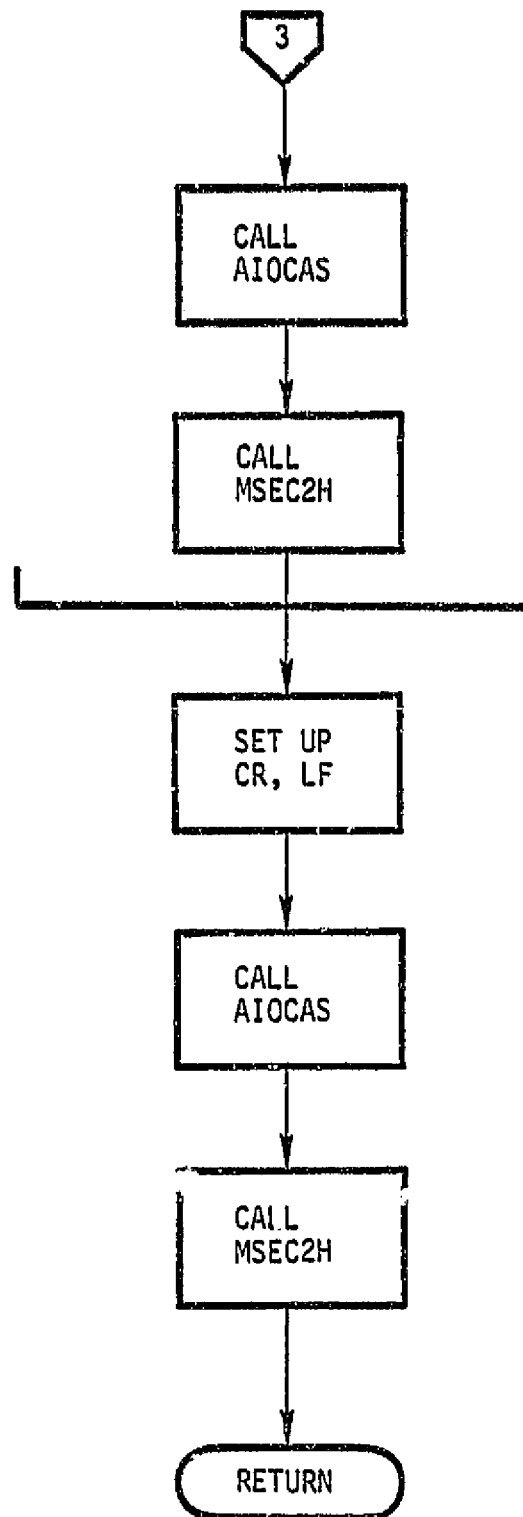 3
CALL
AIOCAS
CALL
MSEC2H
SET UP
CR, LF
CALL
AIOCAS
CALL
MSEC2H
RETURN